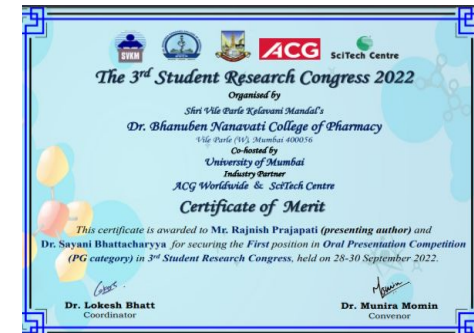 SVKM
ACG
SciTech Centre
The 3rd Student Research Congress 2022
Organised by
Shri Vile Parle Kelavani Mandal's
Dr. Bhanuben Nanavati College of Pharmacy
Vile Parle (W), Mumbai 400056
Co-hosted by
University of Mumbai
Industry Partner
ACG Worldwide & SciTech Centre
Certificate of Merit
This certificate is awarded to Mr. Rajnish Prajapati (presenting author) and
Dr. Sayani Bhattacharyya for securing the First position in Oral Presentation Competition
(PG category) in 3rd Student Research Congress, held on 28-30 September 2022.
Dr. Lokesh Bhatt
Coordinator
Dr. Munira Momin
Convenor